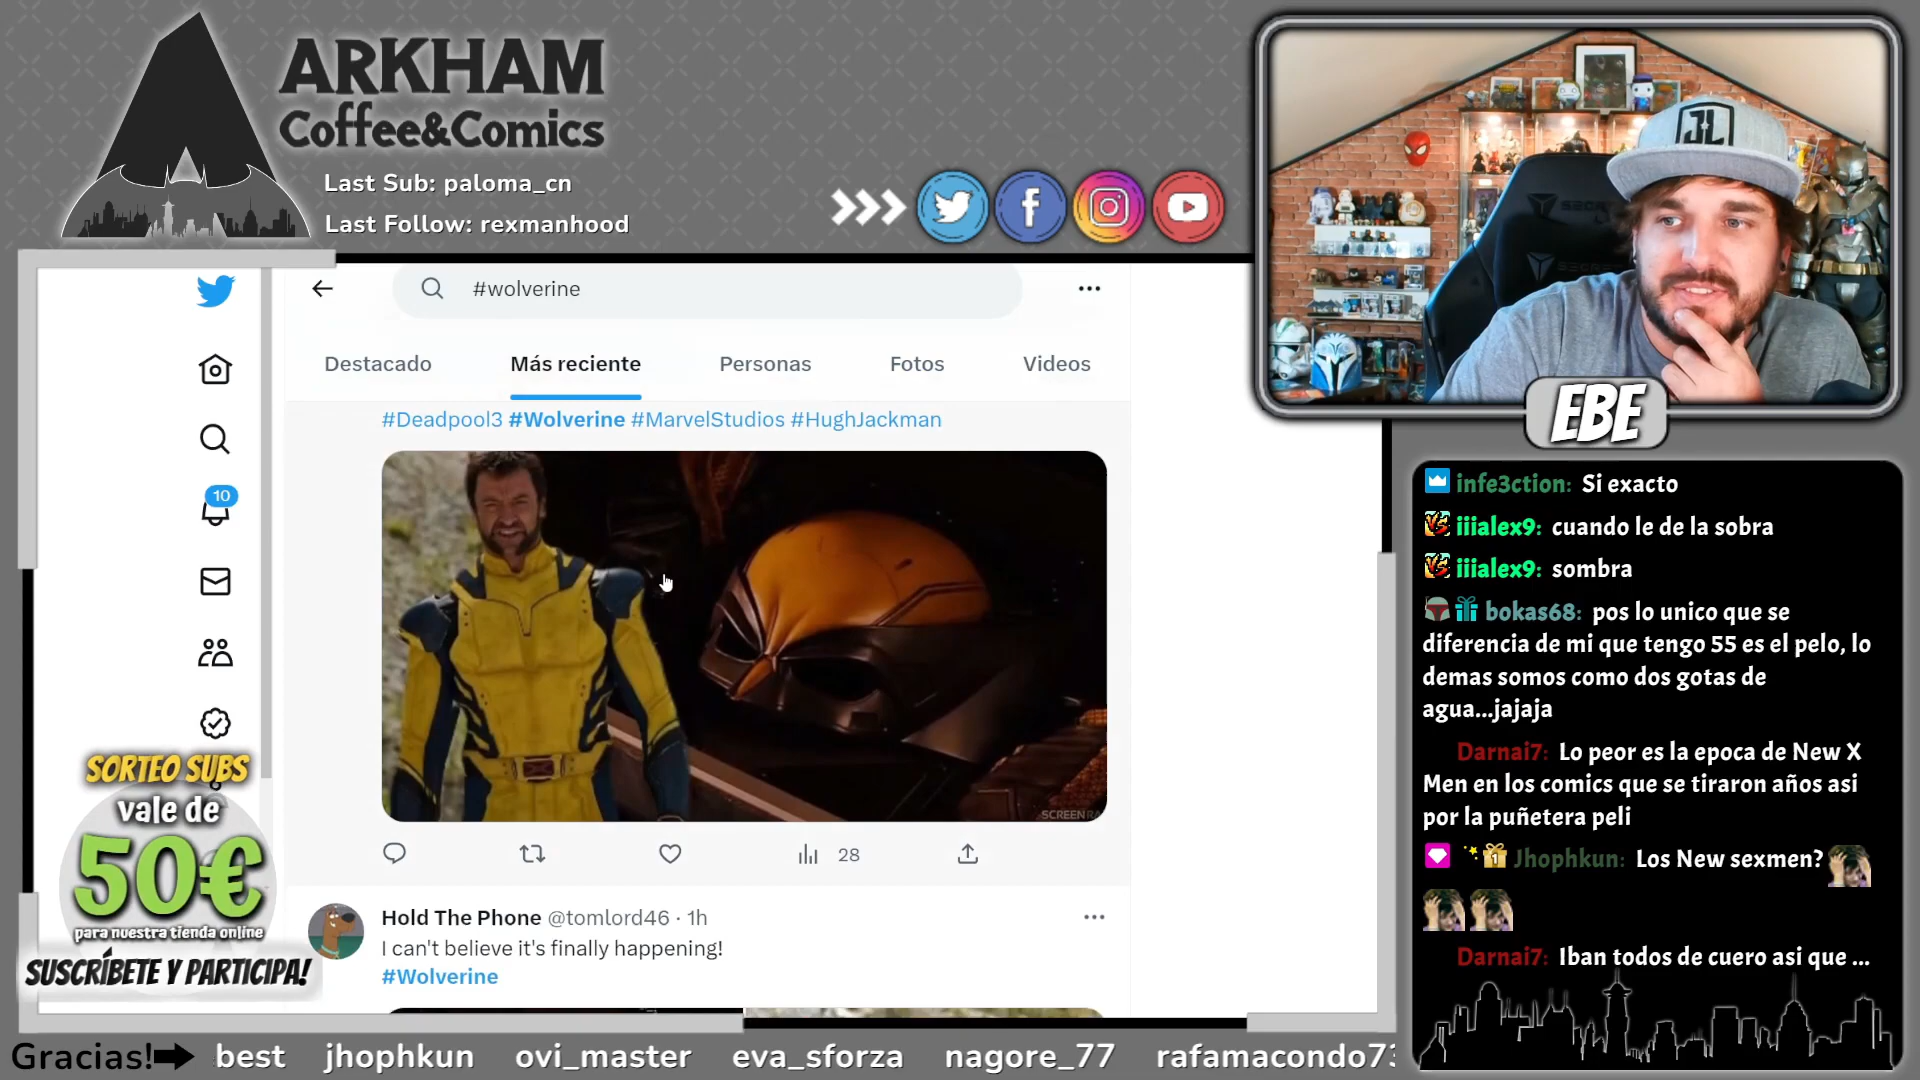 ARKHAM
Coffee&Comics
Last Sub: paloma_cn
Last Follow: rexmanhood
JL
EBE
#wolverine
Destacado
Más reciente
Personas
Fotos
Videos
10
#Deadpool3 #Wolverine #MarvelStudios #HughJackman
28
Hold The Phone @tomlord46 · 1h
I can't believe it's finally happening!
#Wolverine
SORTEO SUBS
vale de
50€
para nuestra tienda online
SUSCRÍBETE Y PARTICIPA!
infe3ction: Si exacto
iiialex9: cuando le de la sobra
iiialex9: sombra
bokas68: pos lo unico que se
diferencia de mi que tengo 55 es el pelo, lo
demas somos como dos gotas de
agua...jajaja
Darnai7: Lo peor es la epoca de New X
Men en los comics que se tiraron años asi
por la puñetera peli
1
Jhophkun: Los New sexmen?
Darnai7: Iban todos de cuero asi que ...
Gracias! best jhophkun ovi_master eva_sforza nagore_77 rafamacondo73